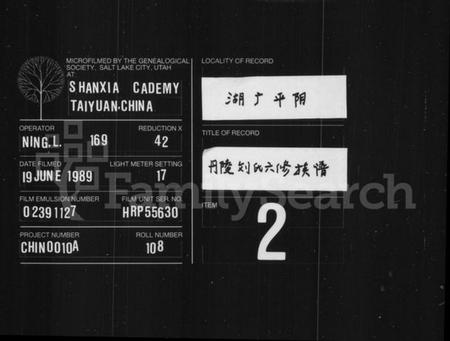 MICROFILMED BY THE GENEALOGICAL
SOCIETY, SALT LAKE CITY, UTAH
AT:
SHANXIA CADEMY
TAIYUAN.CHINA
OPERATOR
NING.L. 169
REDUCTION X
42
DATE FILMED
19JUNE 1989
LIGHT METER SETTING
17
FILM EMULSION NUMBER
02391127
FILM UNIT SER. NO.
HRP55630
PROJECT NUMBER
CHIN0010A
ROLL NUMBER
108
LOCALITY OF RECORD
湖广平阴
TITLE OF RECORD
丹陵刘氏六修族谱
ITEM
2
FamilySearch